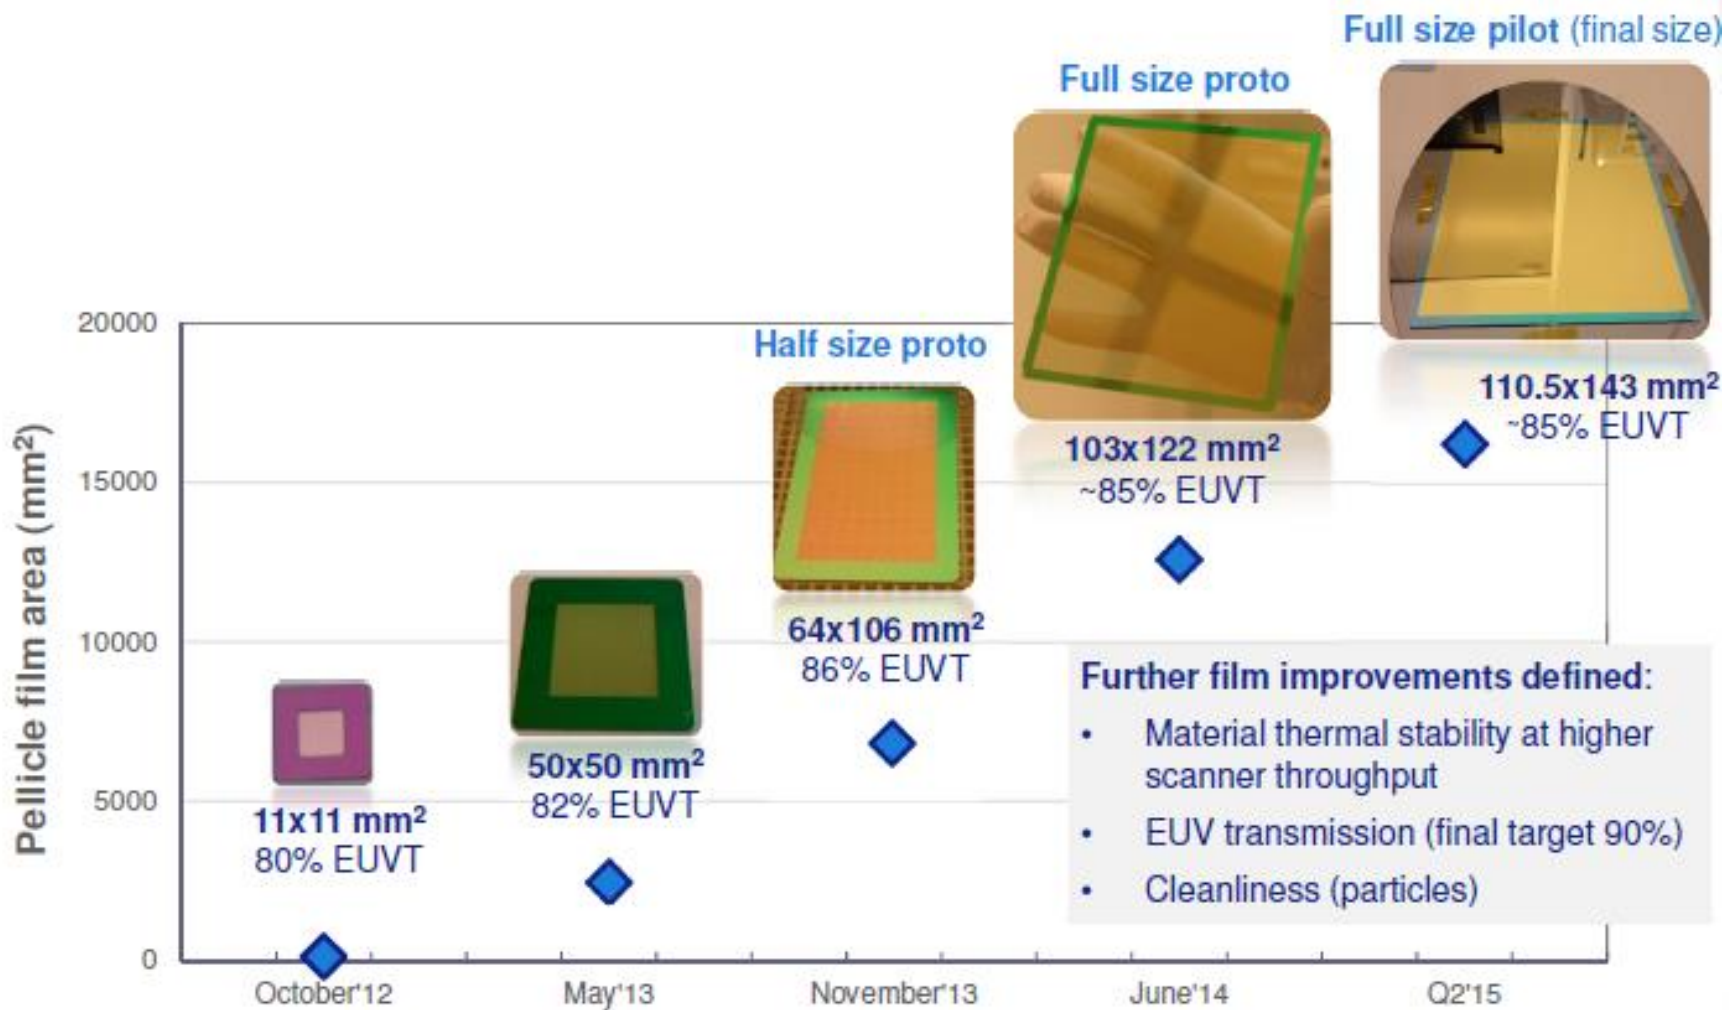 Full size pilot (final size)
Full size proto
Half size proto
Pellicle film area (mm²)
20000
15000
10000
5000
0
11x11 mm²
80% EUVT
50x50 mm²
82% EUVT
64x106 mm²
86% EUVT
103x122 mm²
~85% EUVT
110.5x143 mm²
~85% EUVT
Further film improvements defined:
• Material thermal stability at higher
scanner throughput
• EUV transmission (final target 90%)
• Cleanliness (particles)
October'12
May'13
November'13
June'14
Q2'15